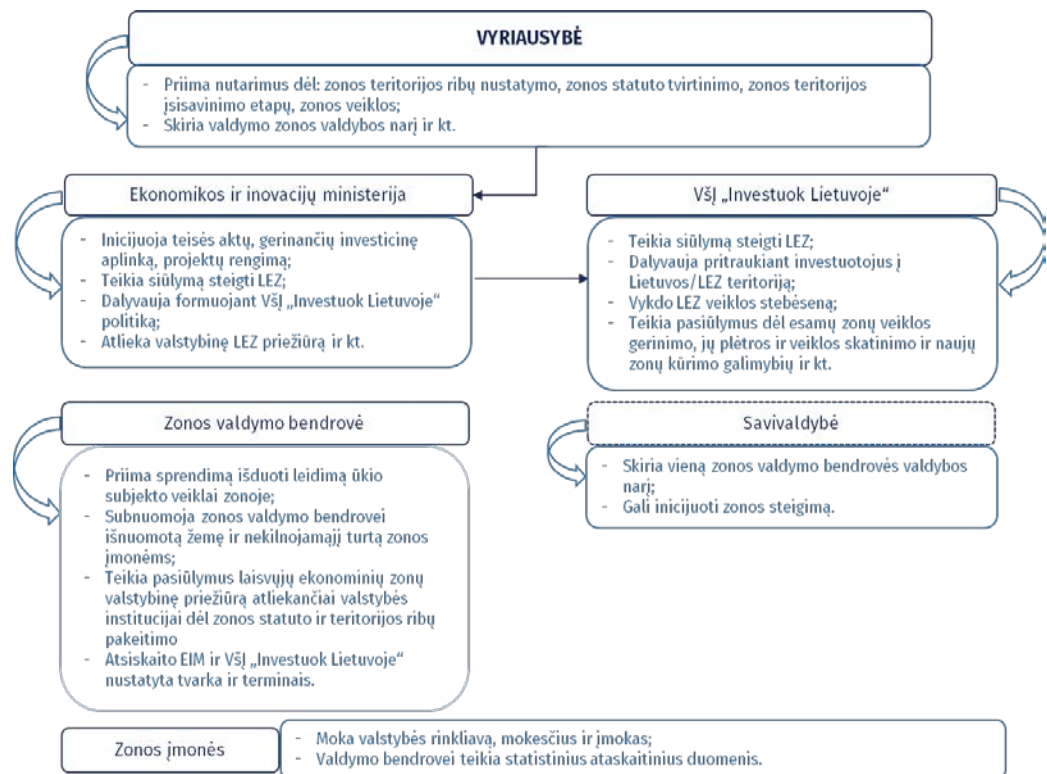 VYRIAUSYBĖ
- Priima nutarimus dėl: zonos teritorijos ribų nustatymo, zonos statuto tvirtinimo, zonos teritorijos
įsisavinimo etapų, zonos veiklos;
- Skiria valdymo zonos valdybos narį ir kt.
Ekonomikos ir inovacijų ministerija
- Inicijuoja teisės aktų, gerinančių investicinę
aplinką, projektų rengimą;
- Teikia siūlymą steigti LEZ;
- Dalyvauja formuojant VšĮ „Investuok Lietuvoje“
politiką;
- Atlieka valstybinę LEZ priežiūrą ir kt.
VšĮ „Investuok Lietuvoje“
- Teikia siūlymą steigti LEZ;
- Dalyvauja pritraukiant investuotojus į
Lietuvos/LEZ teritoriją;
- Vykdo LEZ veiklos stebėseną;
- Teikia pasiūlymus dėl esamų zonų veiklos
gerinimo, jų plėtros ir veiklos skatinimo ir naujų
zonų kūrimo galimybių ir kt.
Zonos valdymo bendrovė
- Priima sprendimą išduoti leidimą ūkio
subjekto veiklai zonoje;
- Subnuomoja zonos valdymo bendrovei
išnuomotą žemę ir nekilnojamąjį turtą zonos
įmonėms;
- Teikia pasiūlymus laisvųjų ekonominių zonų
valstybinę priežiūrą atliekančiai valstybės
institucijai dėl zonos statuto ir teritorijos ribų
pakeitimo
- Atsiskaito EIM ir VšĮ „Investuok Lietuvoje“
nustatyta tvarka ir terminais.
Savivaldybė
- Skiria vieną zonos valdymo bendrovės valdybos
narį;
- Gali inicijuoti zonos steigimą.
Zonos įmonės
- Moka valstybės rinkliavą, mokesčius ir įmokas;
- Valdymo bendrovei teikia statistinius ataskaitinius duomenis.